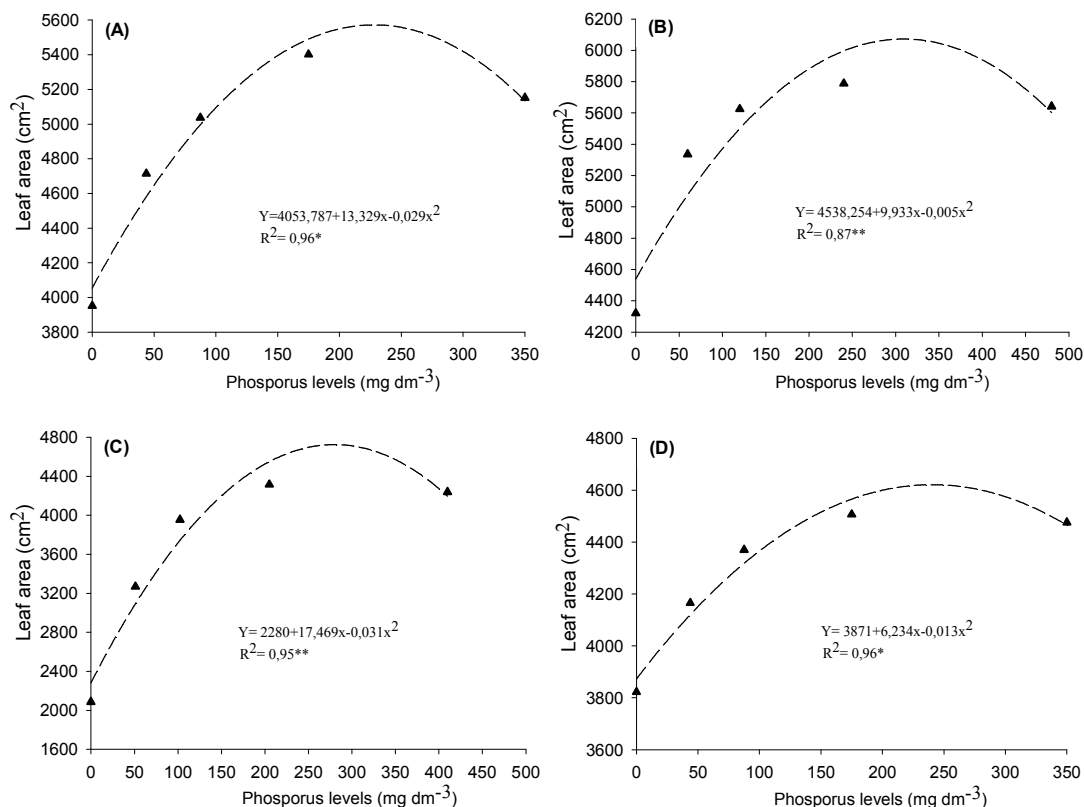 (A)
Leaf area (cm²)
5600
5400
5200
5000
4800
4600
4400
4200
4000
3800
Y=4053,787+13,329x-0,029x²
R²= 0,96*
0 50 100 150 200 250 300 350
Phosporus levels (mg dm⁻³)
(B)
Leaf area (cm²)
6200
6000
5800
5600
5400
5200
5000
4800
4600
4400
4200
Y= 4538,254+9,933x-0,005x²
R²= 0,87**
0 50 100 150 200 250 300 350 400 450 500
Phosporus levels (mg dm⁻³)
(C)
Leaf area (cm²)
4800
4400
4000
3600
3200
2800
2400
2000
1600
Y= 2280+17,469x-0,031x²
R²= 0,95**
0 50 100 150 200 250 300 350 400 450 500
Phosporus levels (mg dm⁻³)
(D)
Leaf area (cm²)
4800
4600
4400
4200
4000
3800
3600
Y= 3871+6,234x-0,013x²
R²= 0,96*
0 50 100 150 200 250 300 350
Phosporus levels (mg dm⁻³)